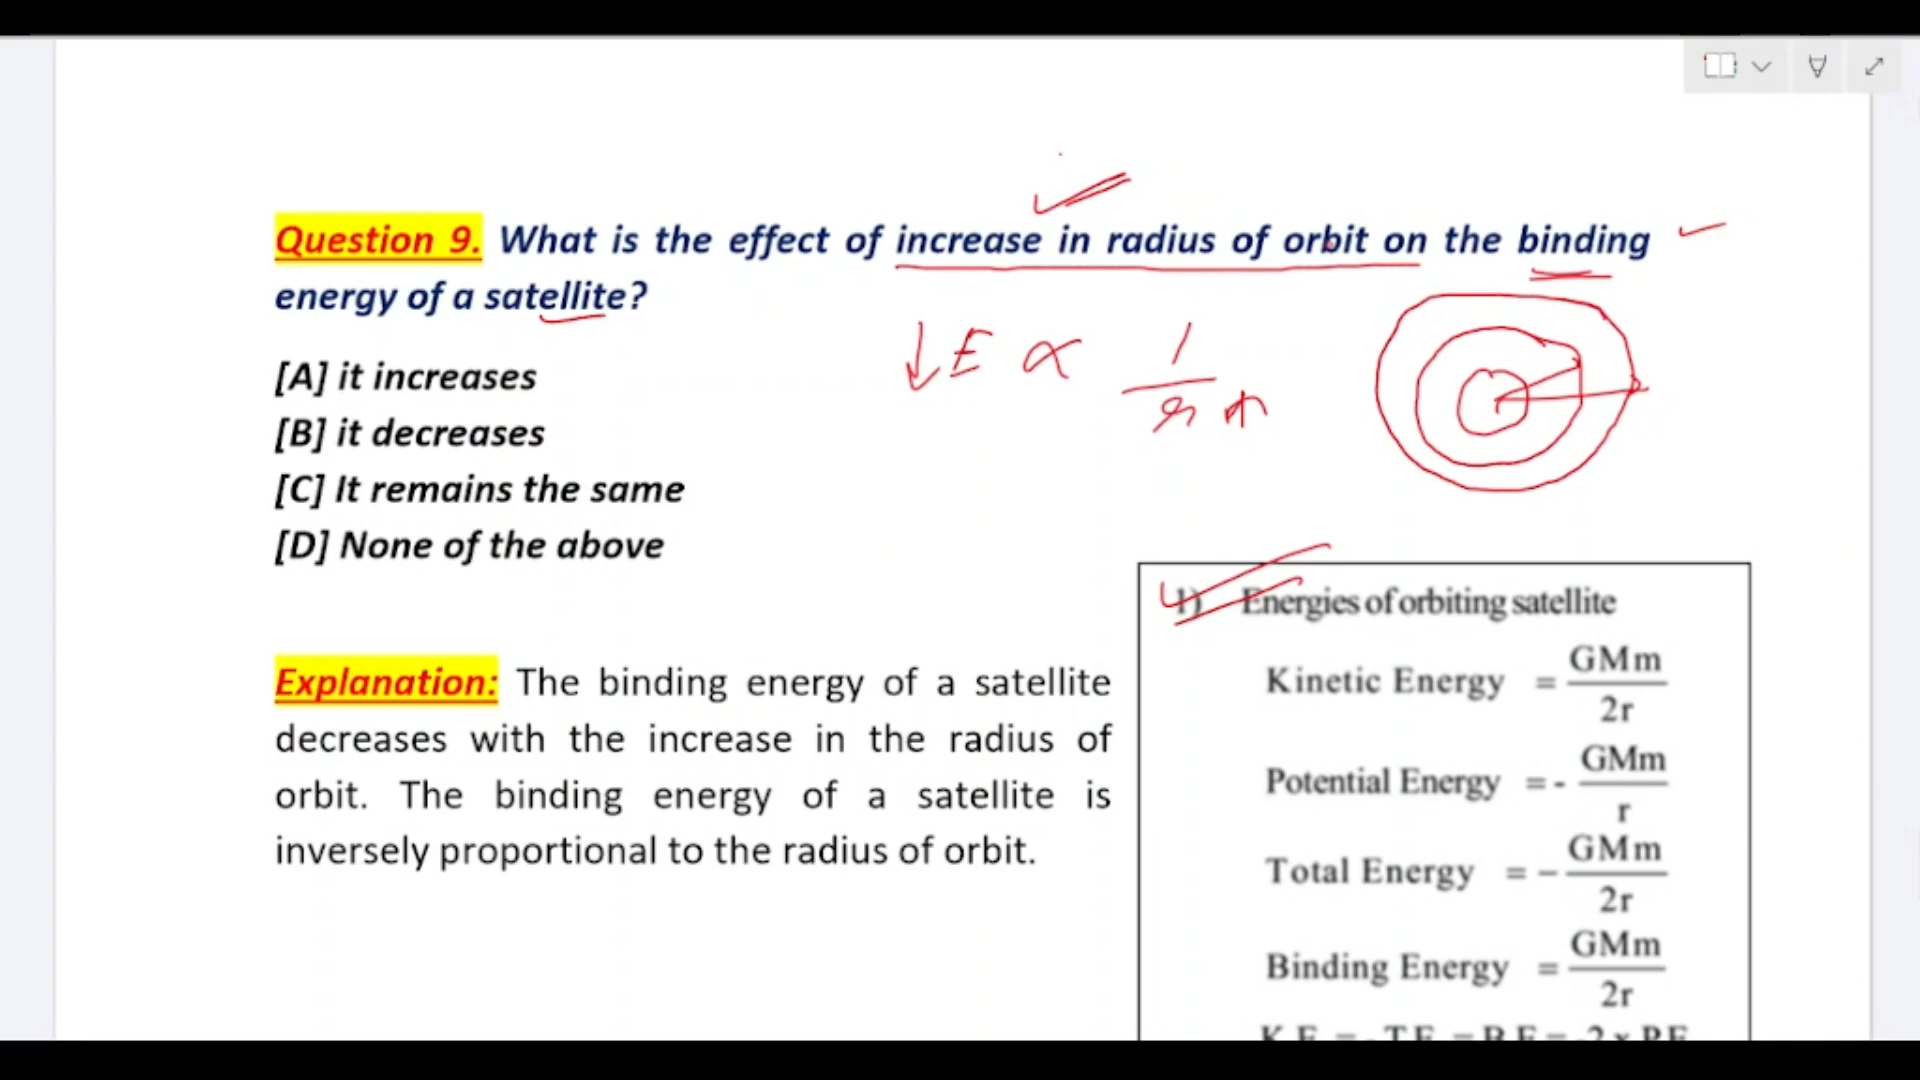 Question 9. What is the effect of increase in radius of orbit on the binding
energy of a satellite?
↓E ∝ 1/r ↑
[A] it increases
[B] it decreases
[C] It remains the same
[D] None of the above
Explanation: The binding energy of a satellite
decreases with the increase in the radius of
orbit. The binding energy of a satellite is
inversely proportional to the radius of orbit.
1) Energies of orbiting satellite
Kinetic Energy = GMm/2r
Potential Energy = - GMm/r
Total Energy = - GMm/2r
Binding Energy = GMm/2r